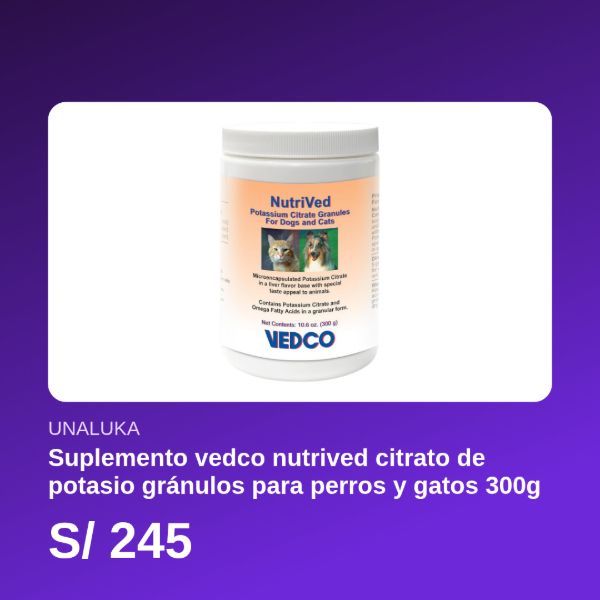 NutriVed
Potassium Citrate Granules
For Dogs and Cats
Microencapsulated Potassium Citrate
in a liver flavor base with special
taste appeal to animals.
Contains Potassium Citrate and
Omega Fatty Acids in a granular form.
Net Contents: 10.6 oz. (300 g)
VEDCO
UNALUKA
Suplemento vedco nutrived citrato de
potasio gránulos para perros y gatos 300g
S/ 245